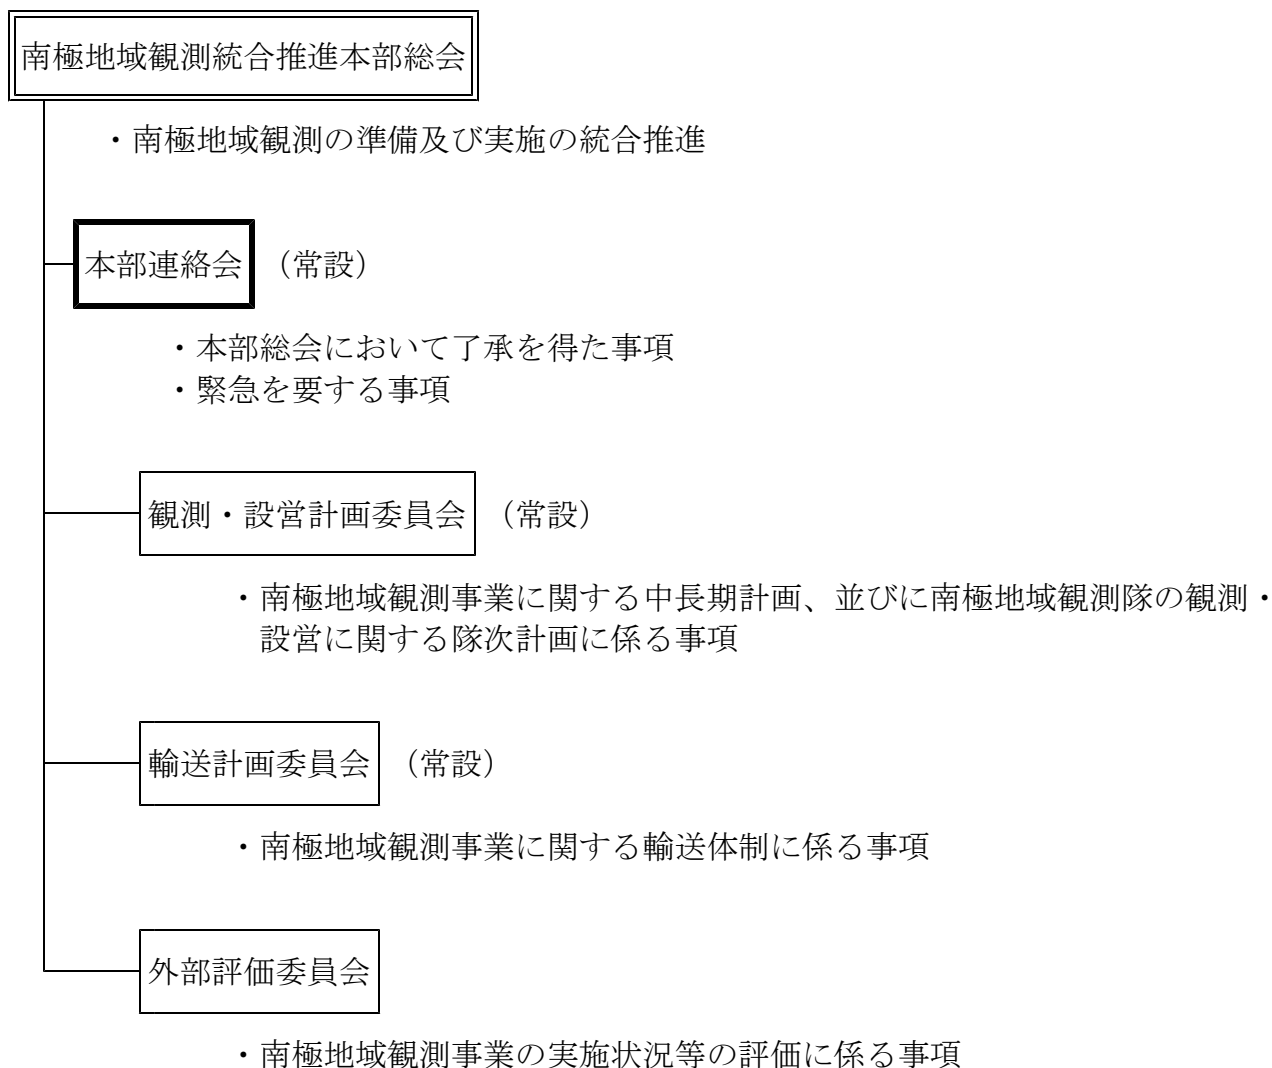 南極地域観測統合推進本部総会
・南極地域観測の準備及び実施の統合推進
本部連絡会 （常設）
・本部総会において了承を得た事項
・緊急を要する事項
観測・設営計画委員会 （常設）
・南極地域観測事業に関する中長期計画、並びに南極地域観測隊の観測・
設営に関する隊次計画に係る事項
輸送計画委員会 （常設）
・南極地域観測事業に関する輸送体制に係る事項
外部評価委員会
・南極地域観測事業の実施状況等の評価に係る事項